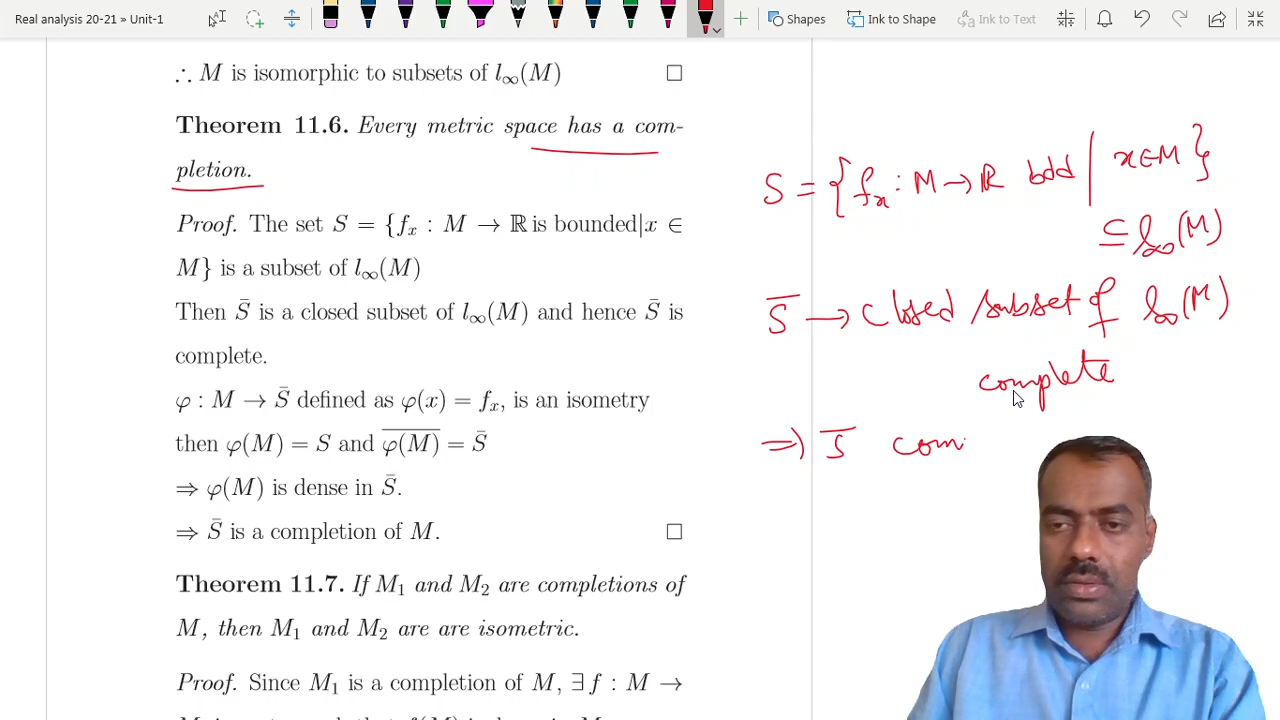 Real analysis 20-21 » Unit-1
Shapes
Ink to Shape
Ink to Text
∴ M is isomorphic to subsets of l∞(M) □
Theorem 11.6. Every metric space has a com-
pletion.
Proof. The set S = {fₓ : M → ℝ is bounded|x ∈
M} is a subset of l∞(M)
Then S̄ is a closed subset of l∞(M) and hence S̄ is
complete.
φ : M → S̄ defined as φ(x) = fₓ, is an isometry
then φ(M) = S and \overline{φ(M)} = S̄
⇒ φ(M) is dense in S̄.
⇒ S̄ is a completion of M. □
Theorem 11.7. If M₁ and M₂ are completions of
M, then M₁ and M₂ are are isometric.
Proof. Since M₁ is a completion of M, ∃ f : M →
S = {fₓ : M → ℝ bdd | x ∈ M}
⊆ l∞(M)
S̄ → closed subset of l∞(M)
complete
⇒ S̄ com